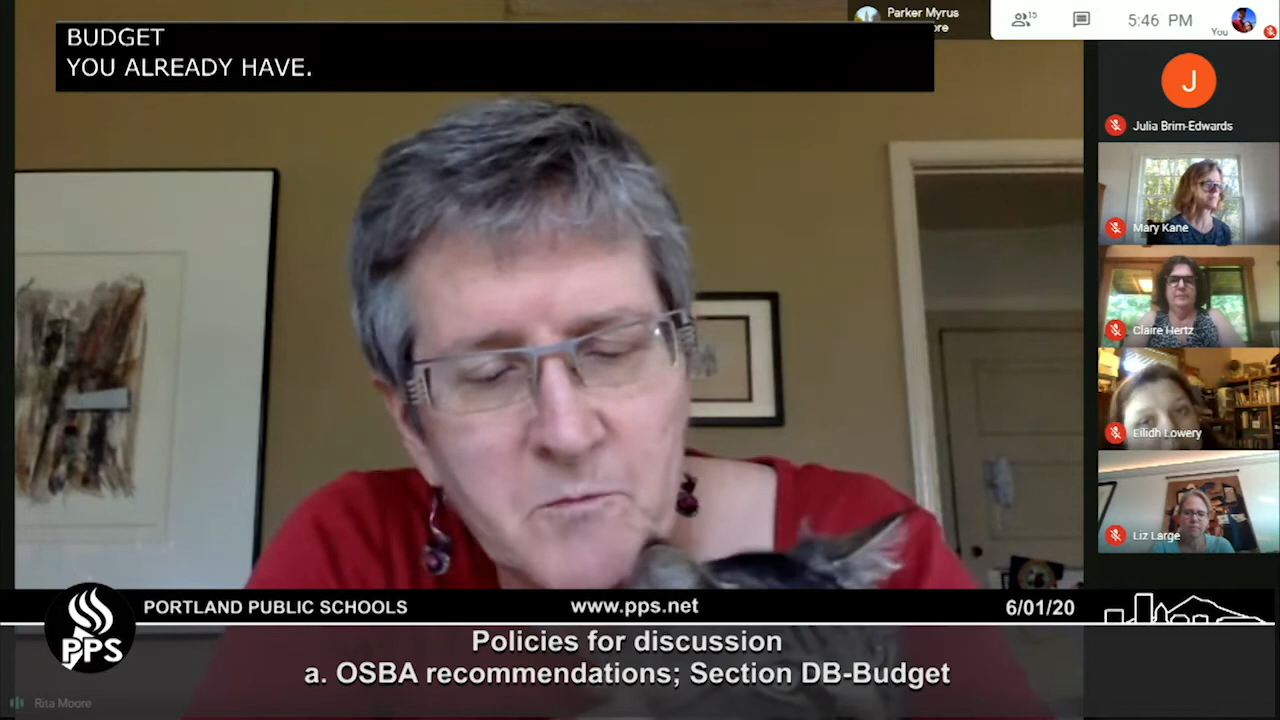 BUDGET
YOU ALREADY HAVE.
Parker Myrus
ore
15
5:46 PM
You
J
Julia Brim-Edwards
Mary Kane
Claire Hertz
Eilidh Lowery
Liz Large
PPS
PORTLAND PUBLIC SCHOOLS
www.pps.net
6/01/20
Policies for discussion
a. OSBA recommendations; Section DB-Budget
Rita Moore